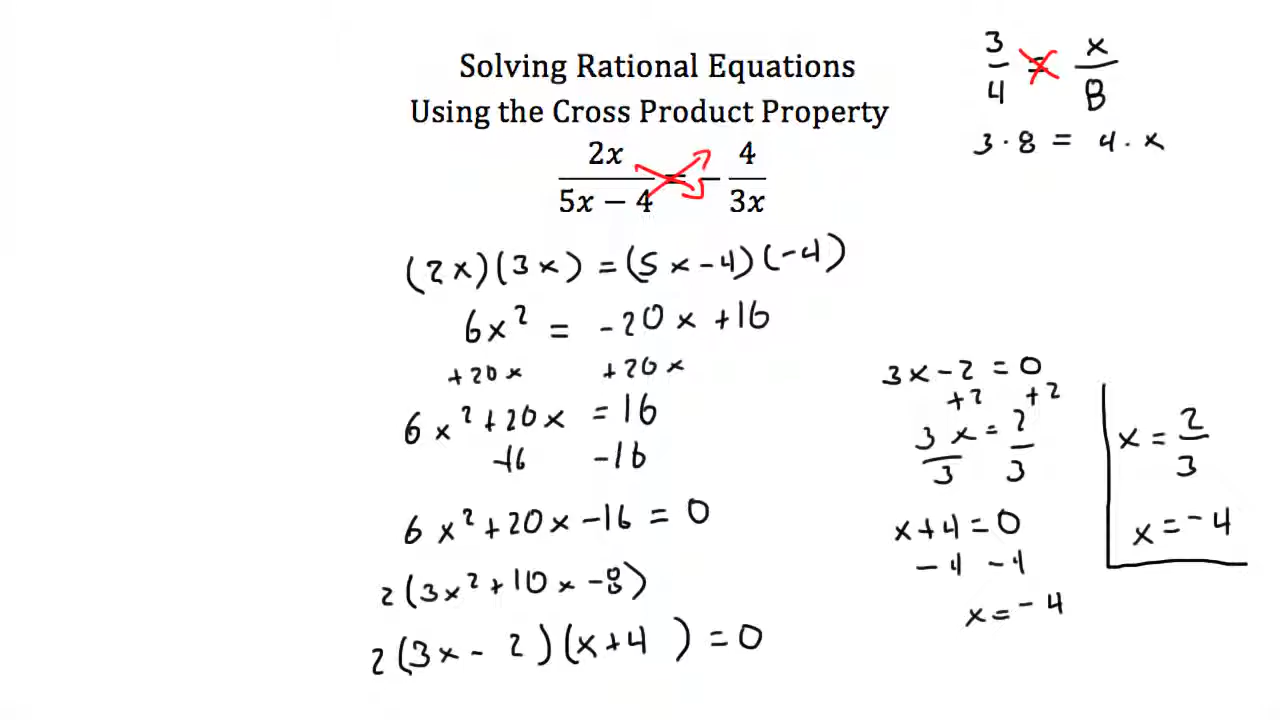 Solving Rational Equations
Using the Cross Product Property
2x/(5x − 4) = − 4/3x
(2x)(3x) = (5x-4)(-4)
6x² = -20x +16
+20x +20x
6x²+20x = 16
-16 -16
6x²+20x -16 = 0
2(3x²+10x -8)
2(3x - 2)(x+4 ) = 0
3/4 = x/8
3·8 = 4·x
3x-2 = 0
+2 +2
3x/3 = 2/3
x+4 = 0
-4 -4
x = -4
x = 2/3
x = -4